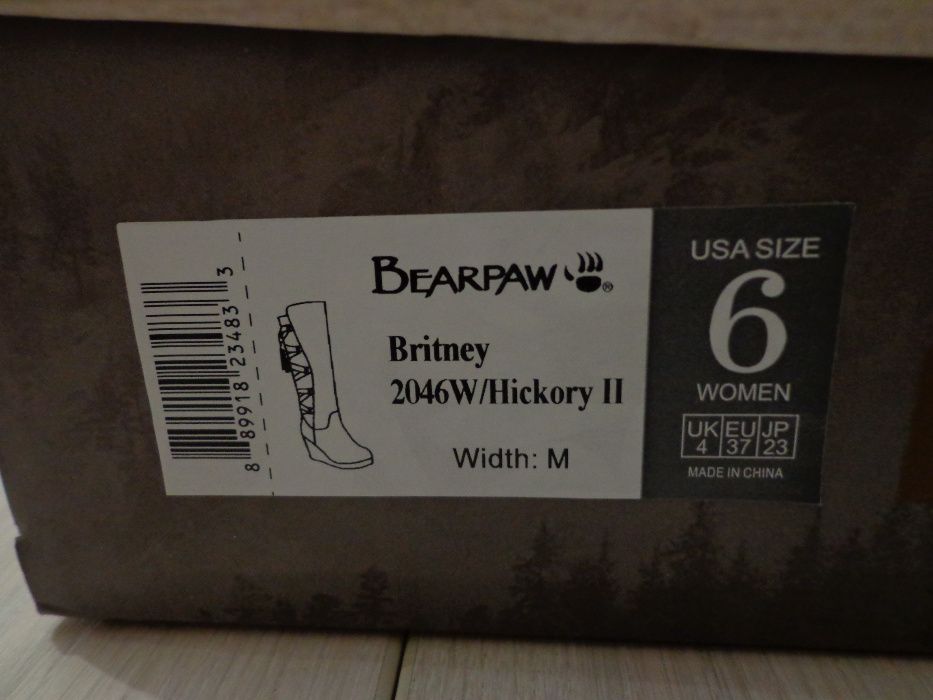 8 89918 23483 3
BEARPAW ®
Britney
2046W/Hickory II
Width: M
USA SIZE
6
WOMEN
UK EU JP
4 37 23
MADE IN CHINA